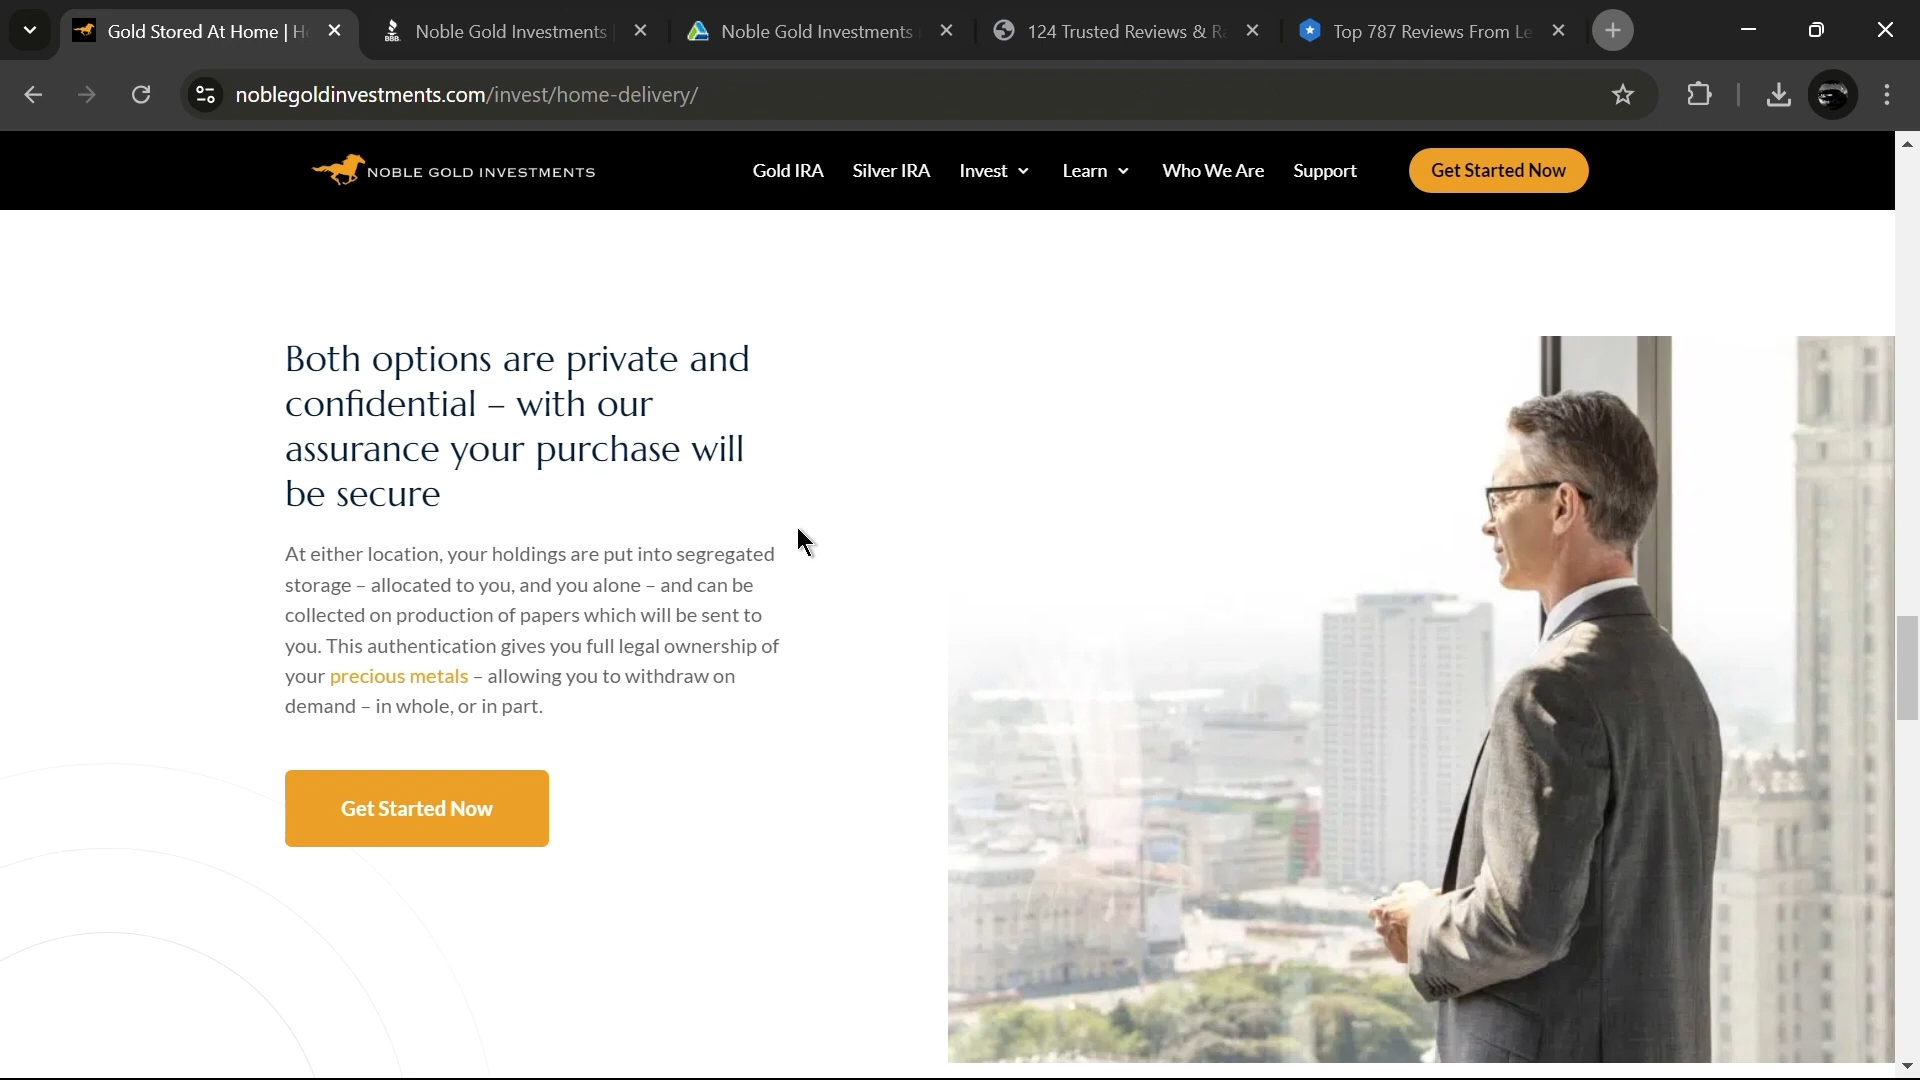 Gold Stored At Home | H
Noble Gold Investments
Noble Gold Investments
124 Trusted Reviews & Ra
Top 787 Reviews From Le
noblegoldinvestments.com/invest/home-delivery/
NOBLE GOLD INVESTMENTS
Gold IRA
Silver IRA
Invest
Learn
Who We Are
Support
Get Started Now
Both options are private and
confidential – with our
assurance your purchase will
be secure
At either location, your holdings are put into segregated
storage – allocated to you, and you alone – and can be
collected on production of papers which will be sent to
you. This authentication gives you full legal ownership of
your precious metals – allowing you to withdraw on
demand – in whole, or in part.
Get Started Now